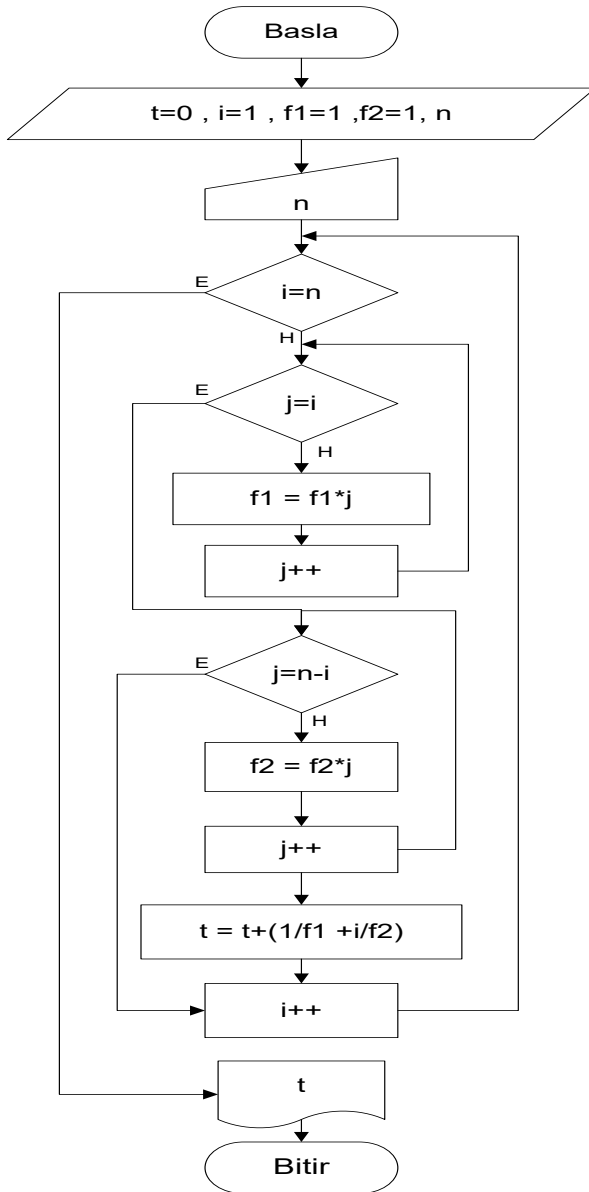 Basla
t=0 , i=1 , f1=1 ,f2=1, n
n
E
i=n
H
E
j=i
H
f1 = f1*j
j++
E
j=n-i
H
f2 = f2*j
j++
t = t+(1/f1 +i/f2)
i++
t
Bitir